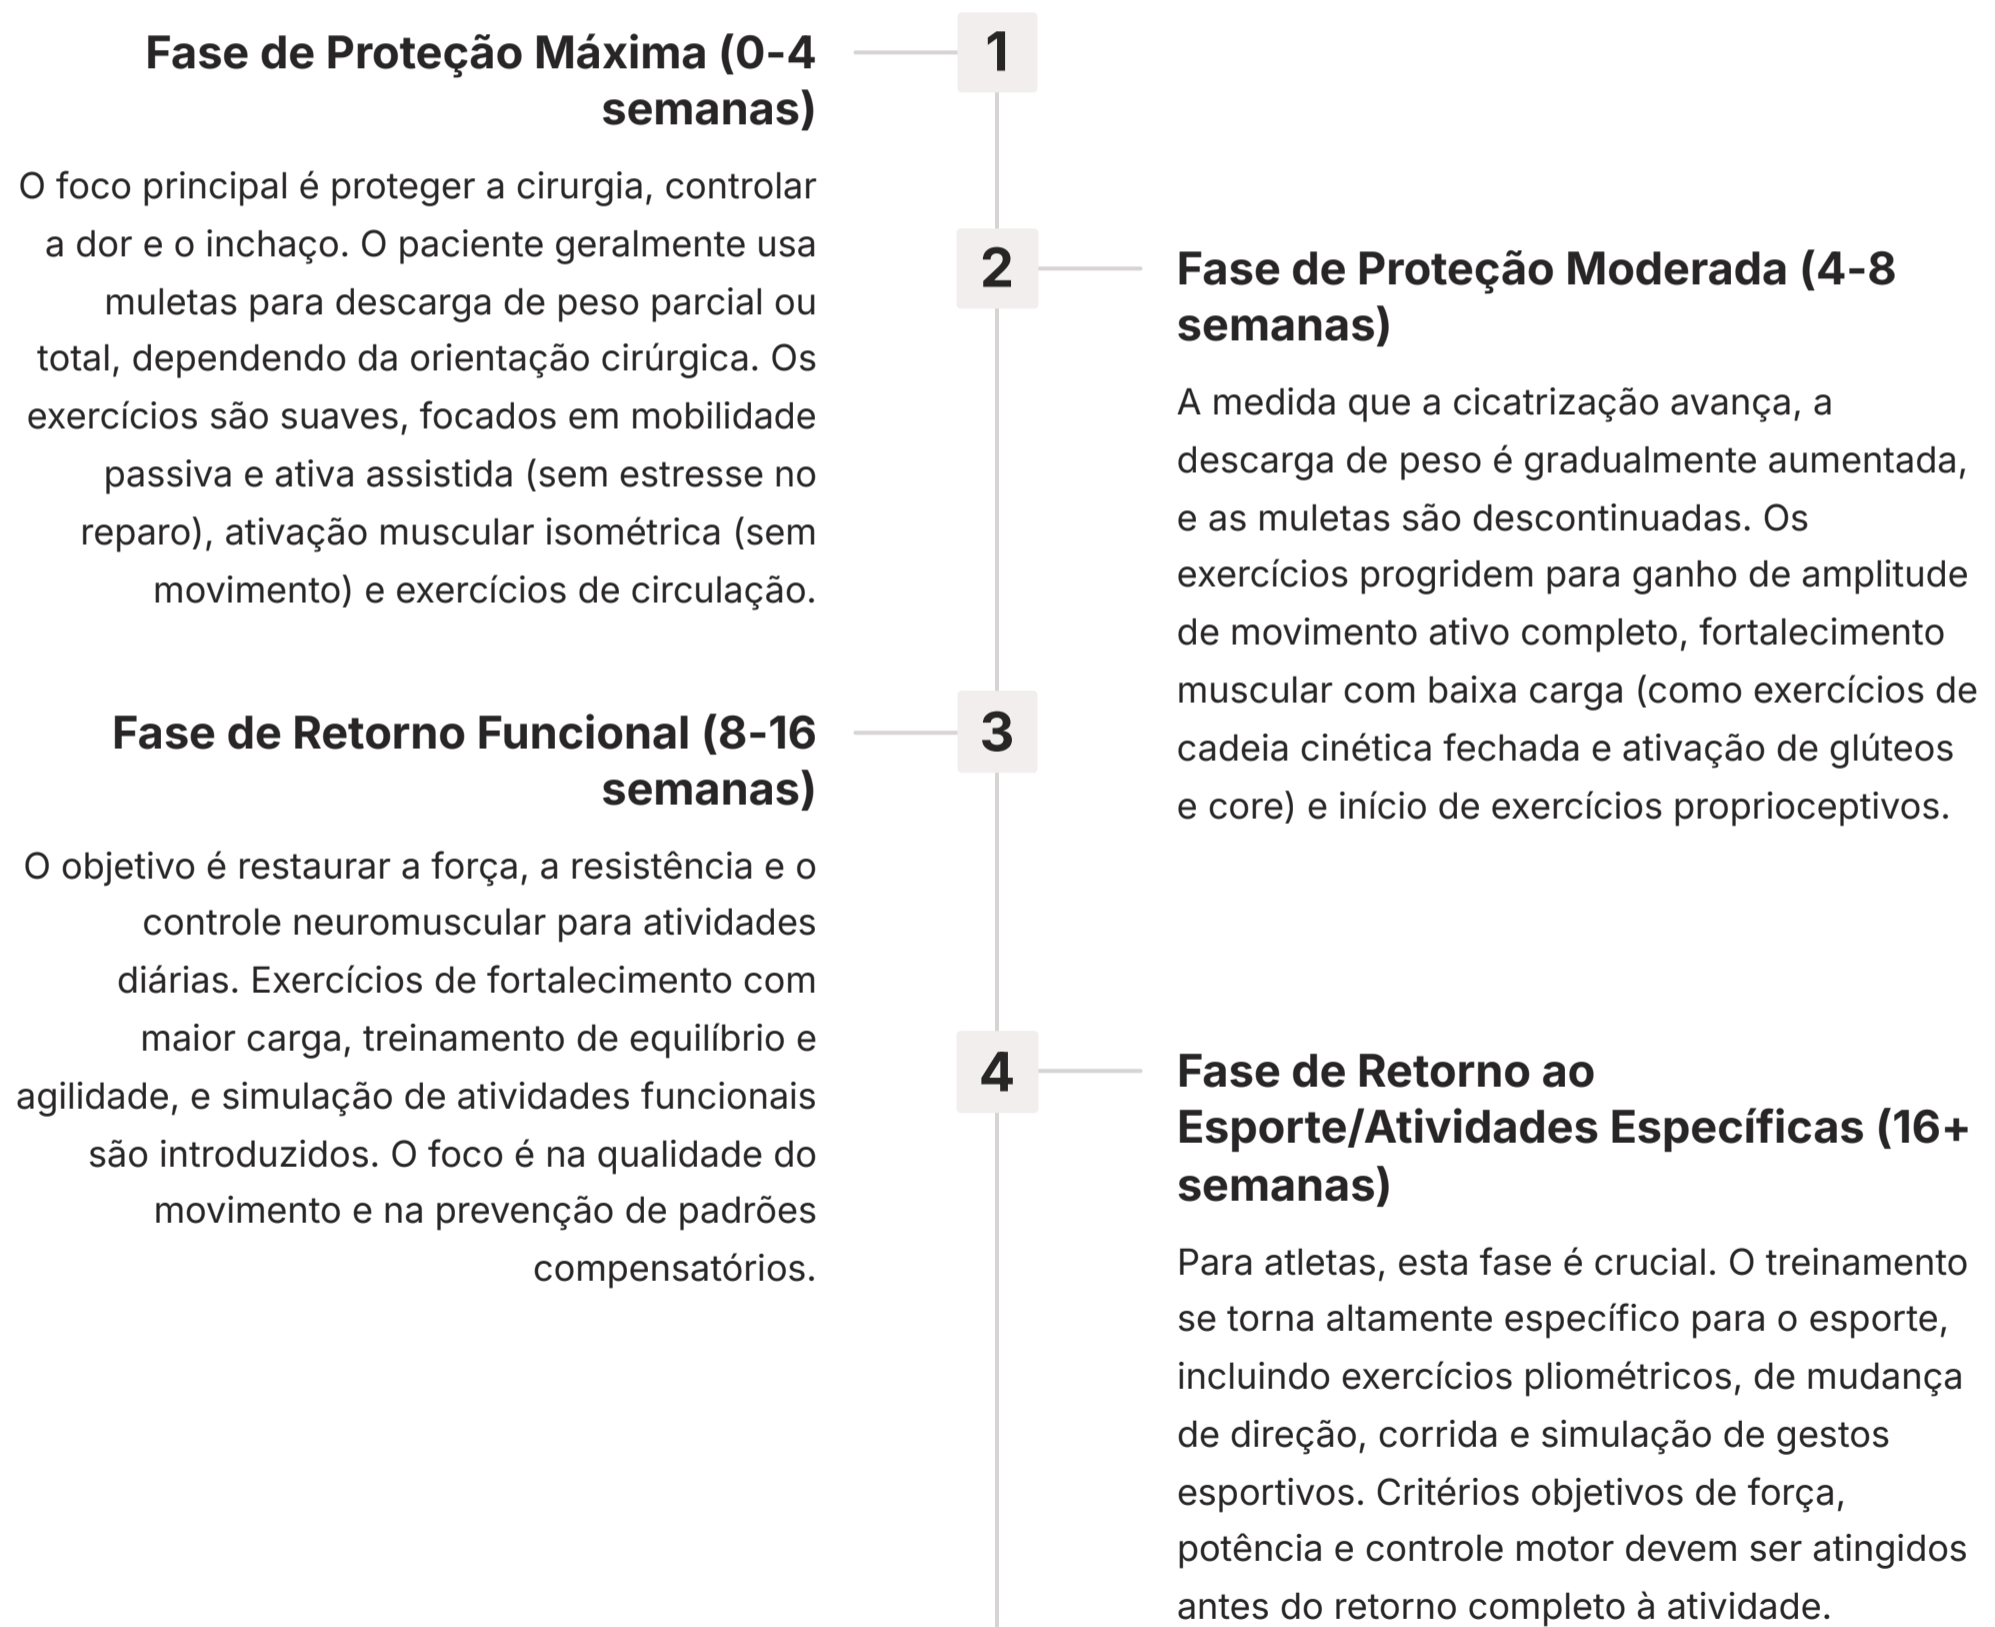 1
Fase de Proteção Máxima (0-4
semanas)
O foco principal é proteger a cirurgia, controlar
a dor e o inchaço. O paciente geralmente usa
muletas para descarga de peso parcial ou
total, dependendo da orientação cirúrgica. Os
exercícios são suaves, focados em mobilidade
passiva e ativa assistida (sem estresse no
reparo), ativação muscular isométrica (sem
movimento) e exercícios de circulação.
2
Fase de Proteção Moderada (4-8
semanas)
A medida que a cicatrização avança, a
descarga de peso é gradualmente aumentada,
e as muletas são descontinuadas. Os
exercícios progridem para ganho de amplitude
de movimento ativo completo, fortalecimento
muscular com baixa carga (como exercícios de
cadeia cinética fechada e ativação de glúteos
e core) e início de exercícios proprioceptivos.
3
Fase de Retorno Funcional (8-16
semanas)
O objetivo é restaurar a força, a resistência e o
controle neuromuscular para atividades
diárias. Exercícios de fortalecimento com
maior carga, treinamento de equilíbrio e
agilidade, e simulação de atividades funcionais
são introduzidos. O foco é na qualidade do
movimento e na prevenção de padrões
compensatórios.
4
Fase de Retorno ao
Esporte/Atividades Específicas (16+
semanas)
Para atletas, esta fase é crucial. O treinamento
se torna altamente específico para o esporte,
incluindo exercícios pliométricos, de mudança
de direção, corrida e simulação de gestos
esportivos. Critérios objetivos de força,
potência e controle motor devem ser atingidos
antes do retorno completo à atividade.